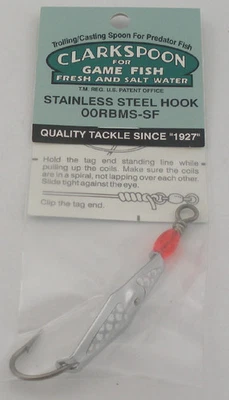 Trolling/Casting Spoon For Predator Fish
CLARKSPOON
FOR
GAME FISH
FRESH AND SALT WATER
T.M. REG. U.S. PATENT OFFICE
STAINLESS STEEL HOOK
00RBMS-SF
QUALITY TACKLE SINCE "1927"
Hold the tag end standing line while
pulling up the coils. Make sure the coils
are in a spiral, not lapping over each other
Slide tight against the eye.
Clip the tag end.